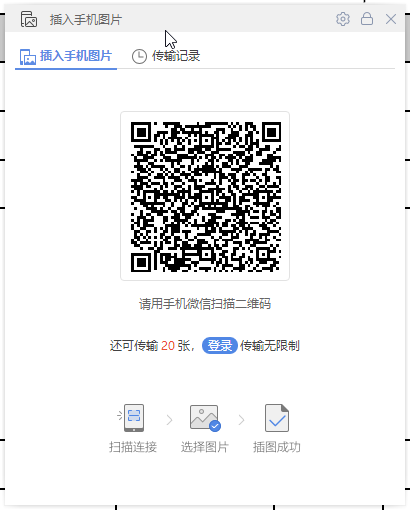 插入手机图片
插入手机图片 传输记录
请用手机微信扫描二维码
还可传输 20 张， 登录 传输无限制
扫描连接 选择图片 插图成功